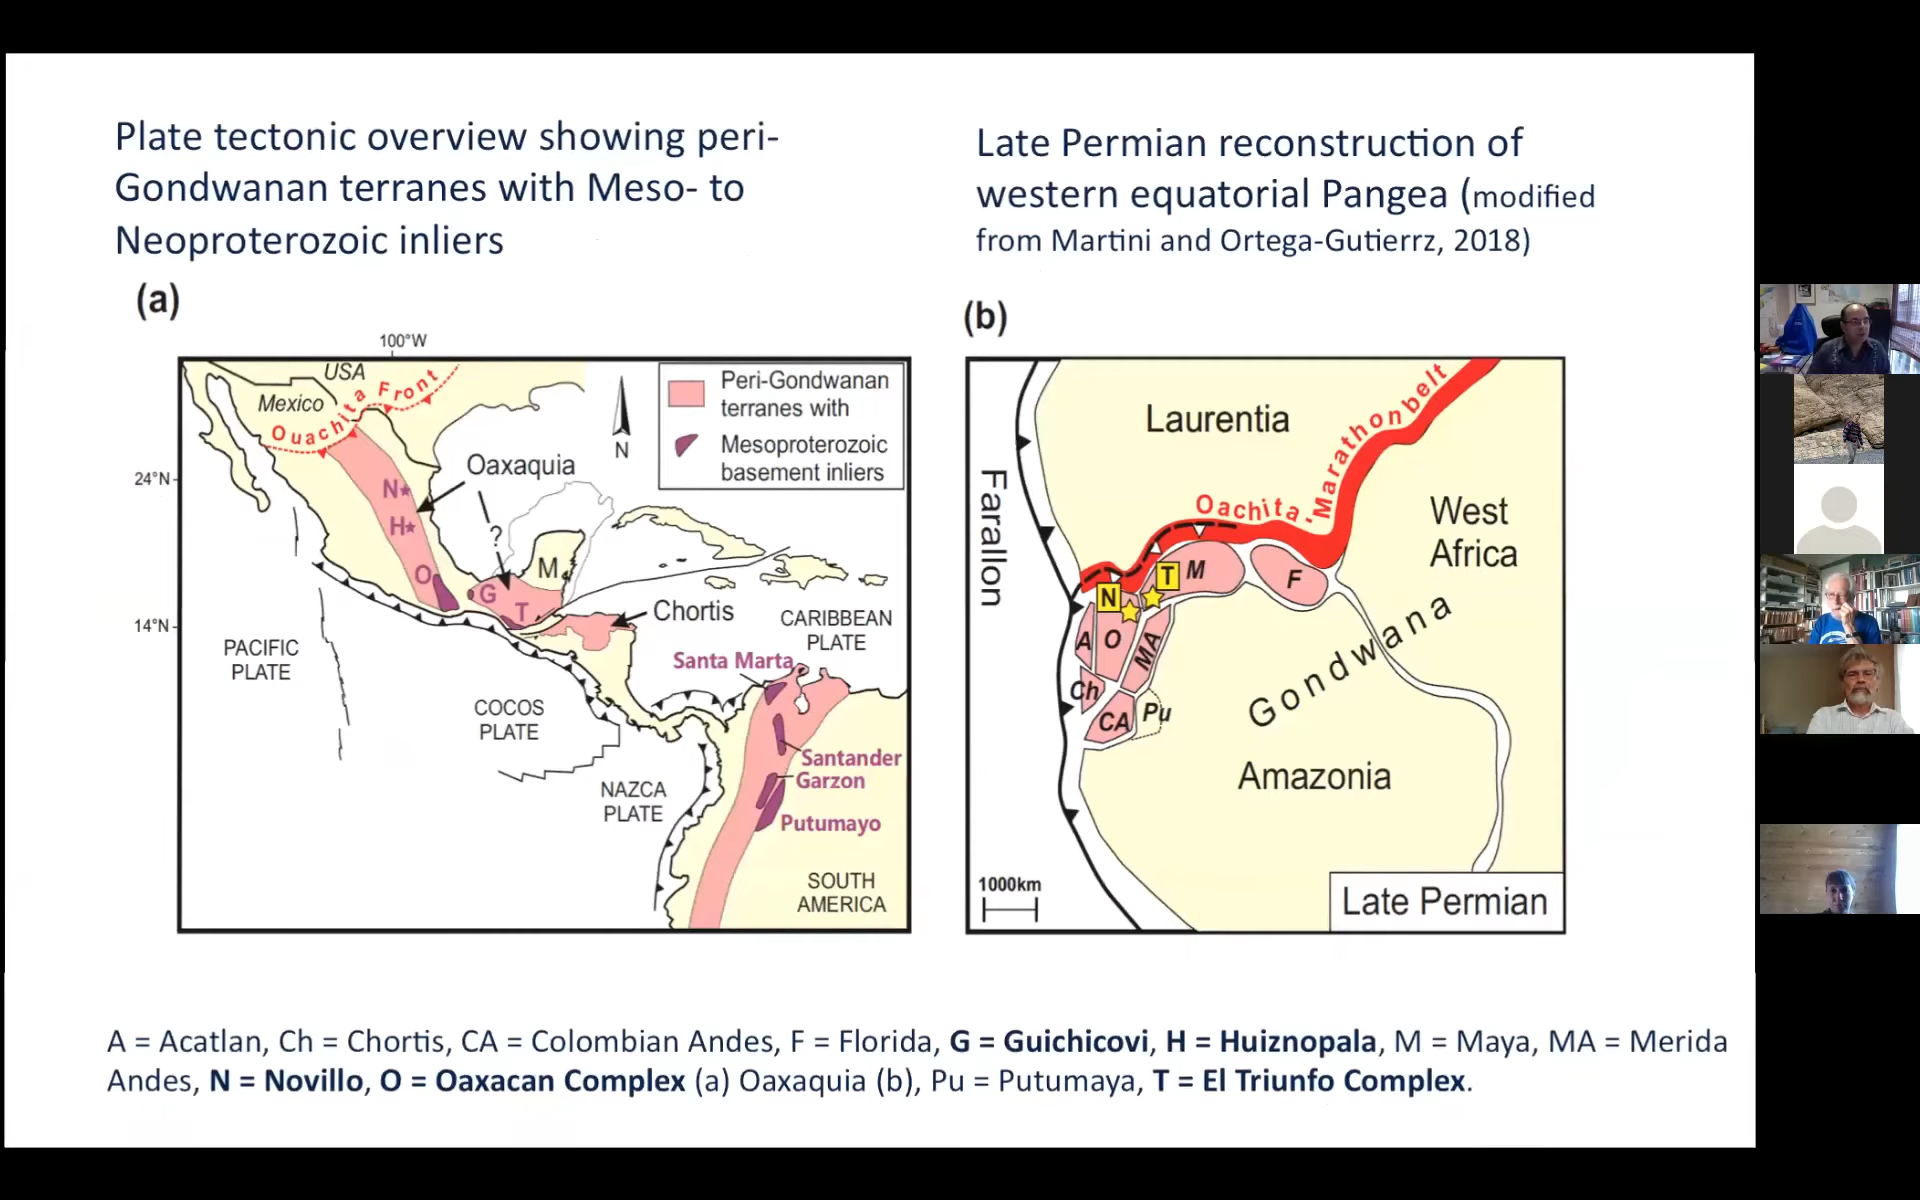 Plate tectonic overview showing peri-
Gondwanan terranes with Meso- to
Neoproterozoic inliers
Late Permian reconstruction of
western equatorial Pangea (modified
from Martini and Ortega-Gutierrz, 2018)
(a)
100°W
24°N
14°N
USA
Mexico
Ouachita Front
N
Peri-Gondwanan
terranes with
Mesoproterozoic
basement inliers
Oaxaquia
?
N
H
O
G
T
M
Chortis
CARIBBEAN
PLATE
PACIFIC
PLATE
COCOS
PLATE
NAZCA
PLATE
Santa Marta
Santander
Garzon
Putumayo
SOUTH
AMERICA
(b)
Laurentia
Farallon
Oachita 'Marathon belt
West
Africa
N
T
M
F
A
O
MA
Ch
CA
Pu
Gondwana
Amazonia
1000km
Late Permian
A = Acatlan, Ch = Chortis, CA = Colombian Andes, F = Florida, G = Guichicovi, H = Huiznopala, M = Maya, MA = Merida
Andes, N = Novillo, O = Oaxacan Complex (a) Oaxaquia (b), Pu = Putumaya, T = El Triunfo Complex.